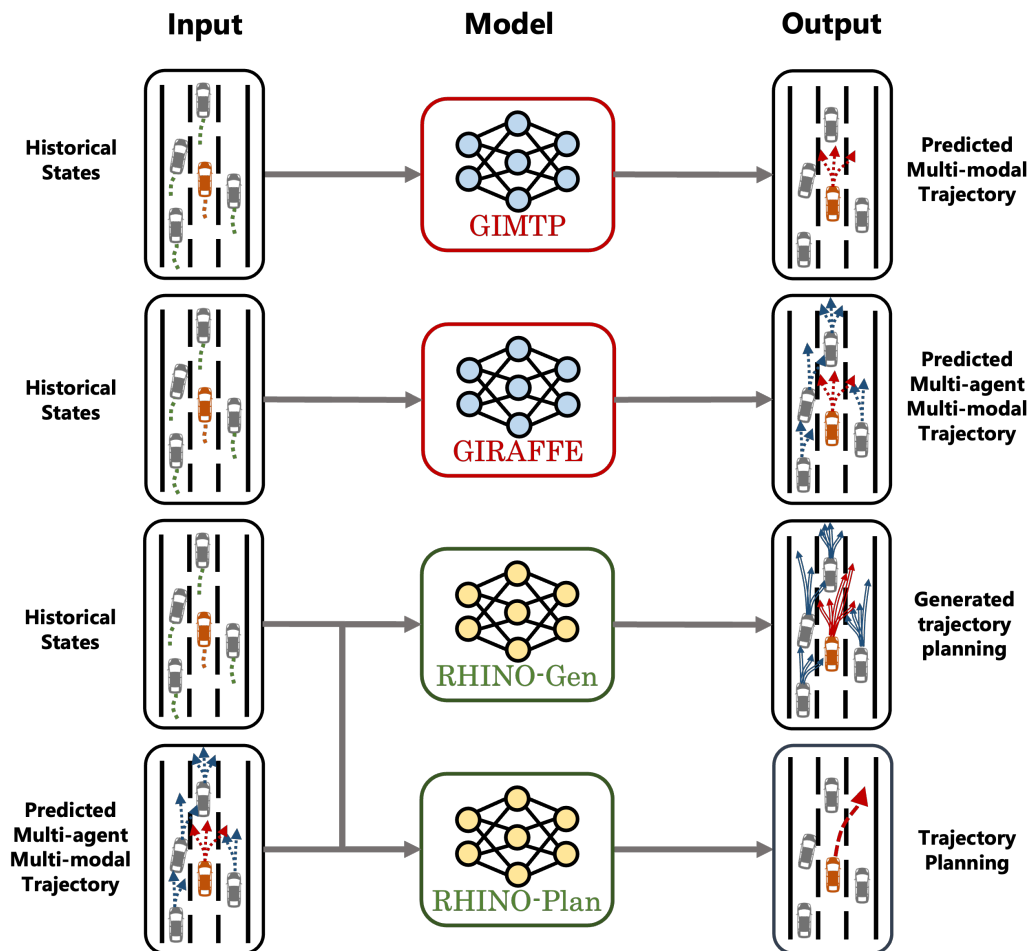 Input
Model
Output
Historical
States
GIMTP
Predicted
Multi-modal
Trajectory
Historical
States
GIRAFFE
Predicted
Multi-agent
Multi-modal
Trajectory
Historical
States
RHINO-Gen
Generated
trajectory
planning
Predicted
Multi-agent
Multi-modal
Trajectory
RHINO-Plan
Trajectory
Planning